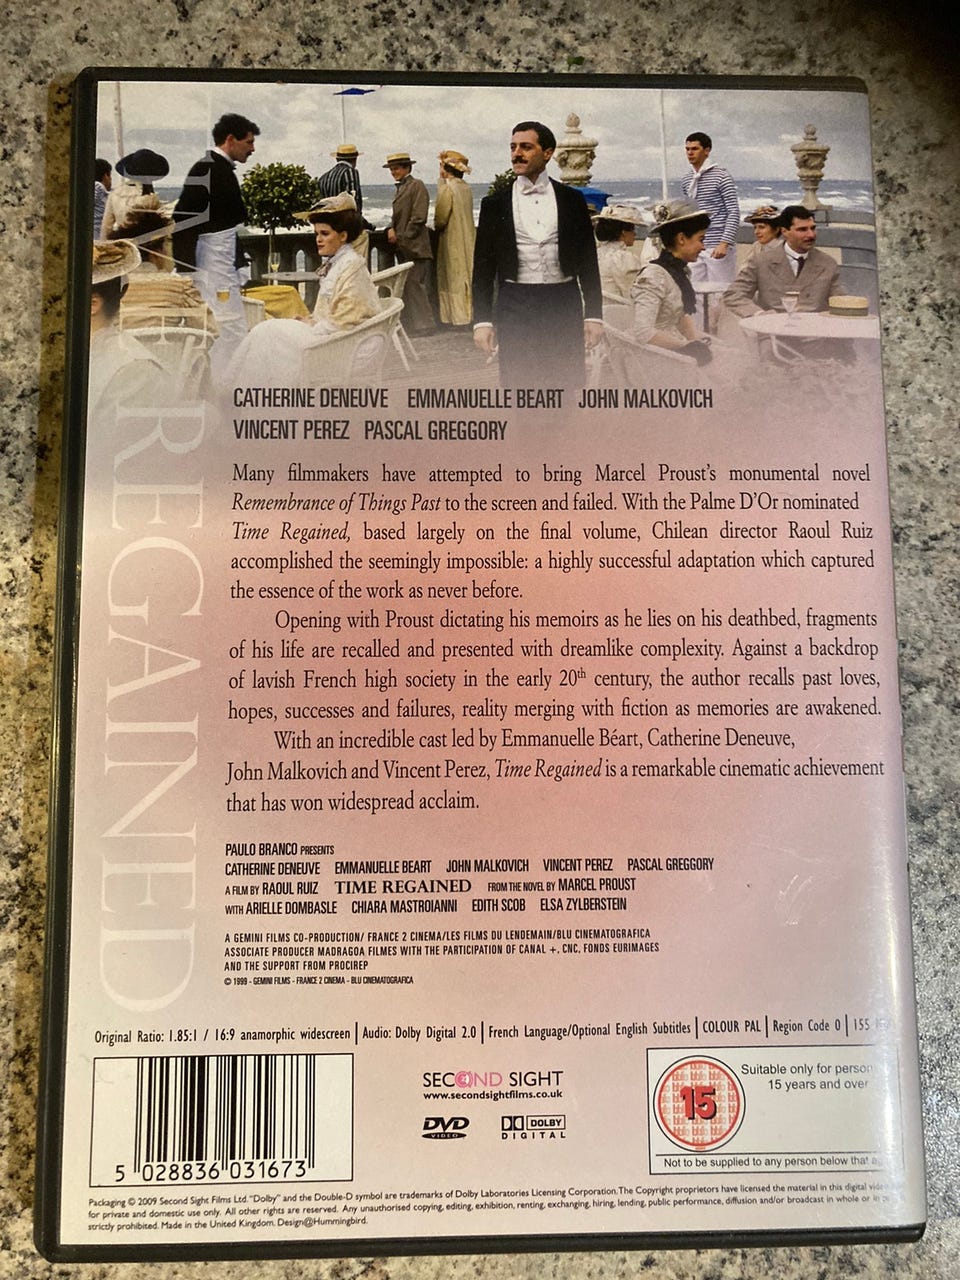 TIME REGAINED
CATHERINE DENEUVE EMMANUELLE BEART JOHN MALKOVICH
VINCENT PEREZ PASCAL GREGGORY
Many filmmakers have attempted to bring Marcel Proust's monumental novel
Remembrance of Things Past to the screen and failed. With the Palme D'Or nominated
Time Regained, based largely on the final volume, Chilean director Raoul Ruiz
accomplished the seemingly impossible: a highly successful adaptation which captured
the essence of the work as never before.
Opening with Proust dictating his memoirs as he lies on his deathbed, fragments
of his life are recalled and presented with dreamlike complexity. Against a backdrop
of lavish French high society in the early 20th century, the author recalls past loves,
hopes, successes and failures, reality merging with fiction as memories are awakened.
With an incredible cast led by Emmanuelle Béart, Catherine Deneuve,
John Malkovich and Vincent Perez, Time Regained is a remarkable cinematic achievement
that has won widespread acclaim.
PAULO BRANCO PRESENTS
CATHERINE DENEUVE EMMANUELLE BEART JOHN MALKOVICH VINCENT PEREZ PASCAL GREGGORY
A FILM BY RAOUL RUIZ TIME REGAINED FROM THE NOVEL BY MARCEL PROUST
WITH ARIELLE DOMBASLE CHIARA MASTROIANNI EDITH SCOB ELSA ZYLBERSTEIN
A GEMINI FILMS CO-PRODUCTION/ FRANCE 2 CINEMA/LES FILMS DU LENDEMAIN/BLU CINEMATOGRAFICA
ASSOCIATE PRODUCER MADRAGOA FILMES WITH THE PARTICIPATION OF CANAL +, CNC, FONDS EURIMAGES
AND THE SUPPORT FROM PROCIREP
© 1999 - GEMINI FILMS - FRANCE 2 CINEMA - BLU CINEMATOGRAFICA
Original Ratio: 1.85:1 / 16:9 anamorphic widescreen | Audio: Dolby Digital 2.0 | French Language/Optional English Subtitles | COLOUR PAL | Region Code 0 | 155
5 028836 031673
SECOND SIGHT
www.secondsightfilms.co.uk
DVD VIDEO
DOLBY DIGITAL
15
Suitable only for person
15 years and over
Not to be supplied to any person below that
Packaging © 2009 Second Sight Films Ltd. "Dolby" and the Double-D symbol are trademarks of Dolby Laboratories Licensing Corporation. The Copyright proprietors have licensed the material in this digital
for private and domestic use only. All other rights are reserved. Any unauthorised copying, editing, exhibition, renting, exchanging, hiring, lending, public performance, diffusion and/or broadcast in whole or in
strictly prohibited. Made in the United Kingdom. Design@Hummingbird.